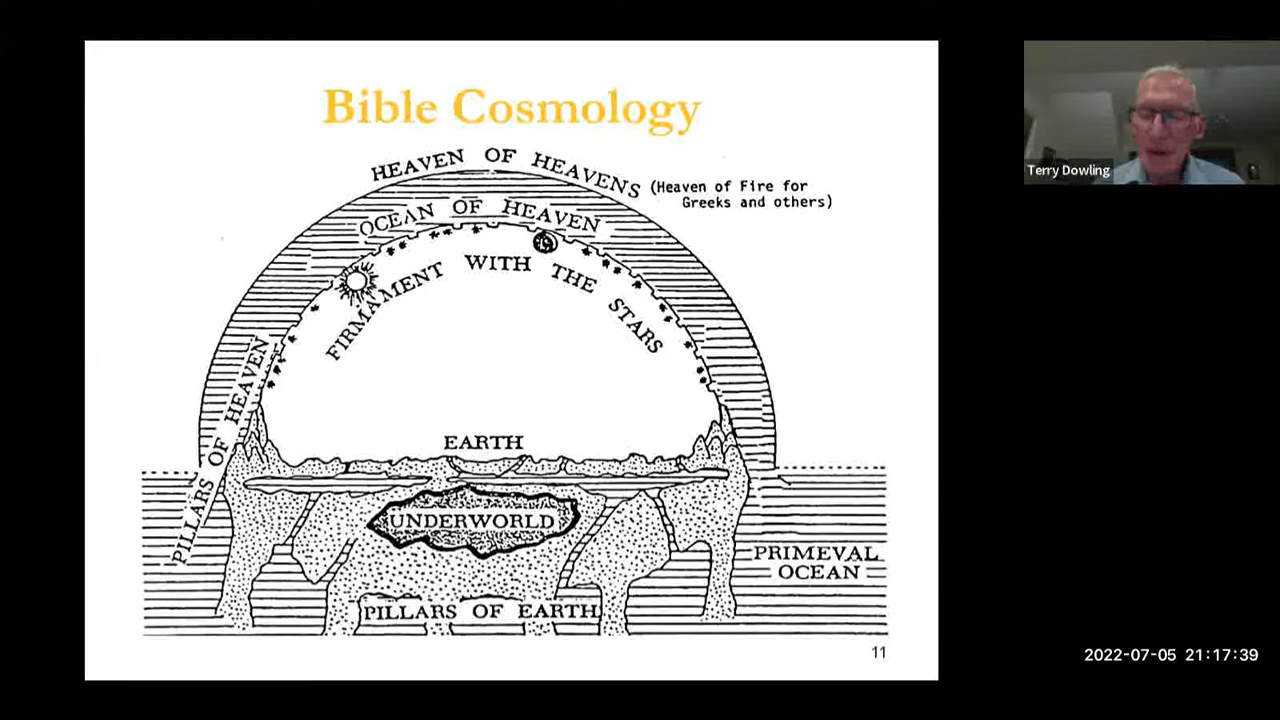 Bible Cosmology
HEAVEN OF HEAVENS
(Heaven of Fire for
Greeks and others)
OCEAN OF HEAVEN
FIRMAMENT WITH THE STARS
PILLARS OF HEAVEN
EARTH
UNDERWORLD
PRIMEVAL
OCEAN
PILLARS OF EARTH
11
Terry Dowling
2022-07-05 21:17:39